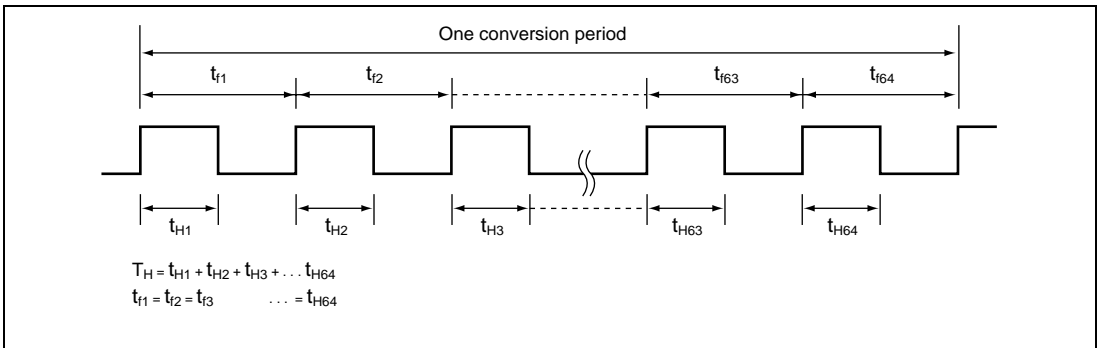 One conversion period
tf1 tf2 tf63 tf64
tH1 tH2 tH3 tH63 tH64
TH = tH1 + tH2 + tH3 + . . . tH64
tf1 = tf2 = tf3 . . . = tH64